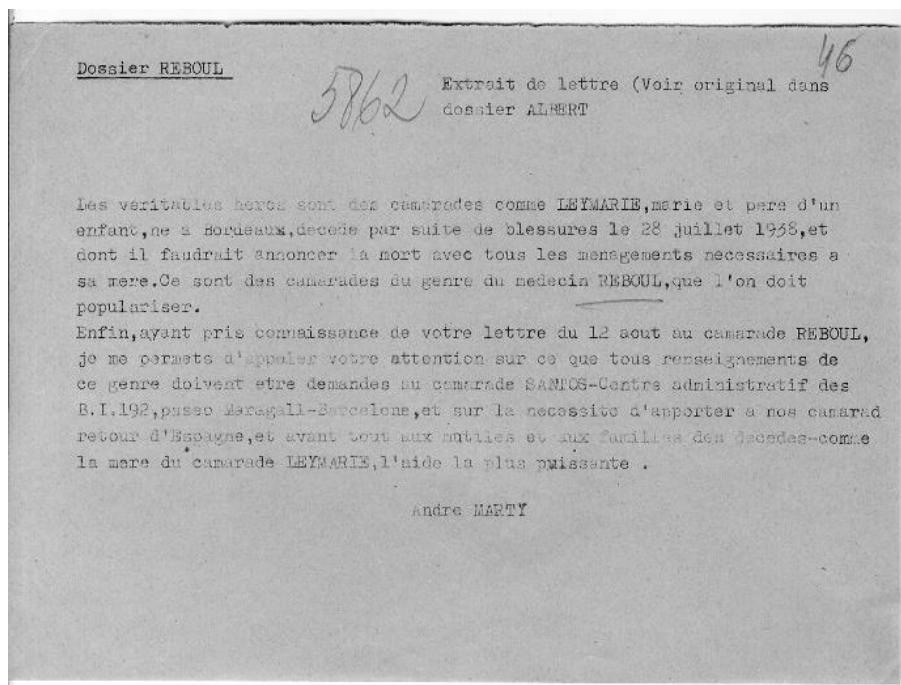 46
Dossier REBOUL
5862
Extrait de lettre (Voir original dans
dossier ALBERT
Les veritables heros sont des camarades comme LEYMARIE,marie et pere d'un
enfant,ne a Bordeaux,decede par suite de blessures le 28 juillet 1938,et
dont il faudrait annoncer la mort avec tous les menagements necessaires a
sa mere.Ce sont des camarades du genre du medecin REBOUL,que l'on doit
populariser.
Enfin,ayant pris connaissance de votre lettre du 12 aout au camarade REBOUL,
je me permets d'appeler votre attention sur ce que tous renseignements de
ce genre doivent etre demandes au camarade SANTOS-Centre administratif des
B.I.192,paseo Maragall-Barcelone,et sur la necessite d'apporter a nos camarad
retour d'Espagne,et avant tout aux mutiles et aux familles des decedes-comme
la mere du camarade LEYMARIE,l'aide la plus puissante .
Andre MARTY